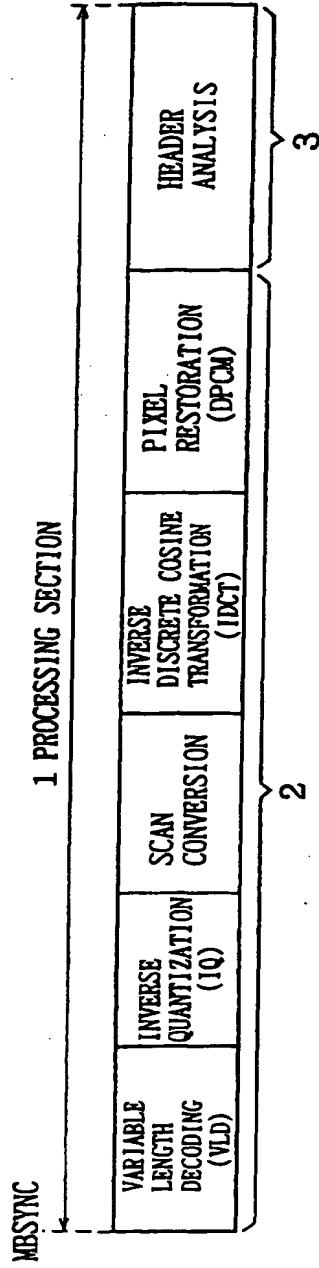 MBSYNC
1 PROCESSING SECTION
VARIABLE
LENGTH
DECODING
(VLD)
INVERSE
QUANTIZATION
(IQ)
SCAN
CONVERSION
INVERSE
DISCRETE COSINE
TRANSFORMATION
(IDCT)
PIXEL
RESTORATION
(DPCM)
HEADER
ANALYSIS
2
3